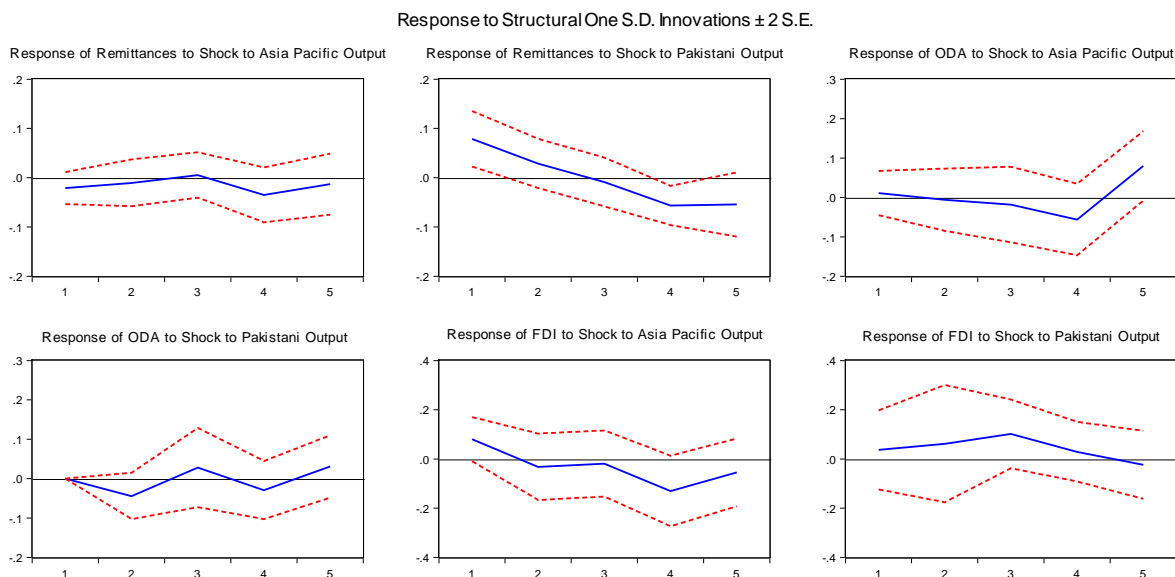 Response to Structural One S.D. Innovations ± 2 S.E.
Response of Remittances to Shock to Asia Pacific Output
.2
.1
.0
-.1
-.2
1 2 3 4 5
Response of Remittances to Shock to Pakistani Output
.2
.1
.0
-.1
-.2
1 2 3 4 5
Response of ODA to Shock to Asia Pacific Output
.3
.2
.1
.0
-.1
-.2
1 2 3 4 5
Response of ODA to Shock to Pakistani Output
.3
.2
.1
.0
-.1
-.2
1 2 3 4 5
Response of FDI to Shock to Asia Pacific Output
.4
.2
.0
-.2
-.4
1 2 3 4 5
Response of FDI to Shock to Pakistani Output
.4
.2
.0
-.2
-.4
1 2 3 4 5